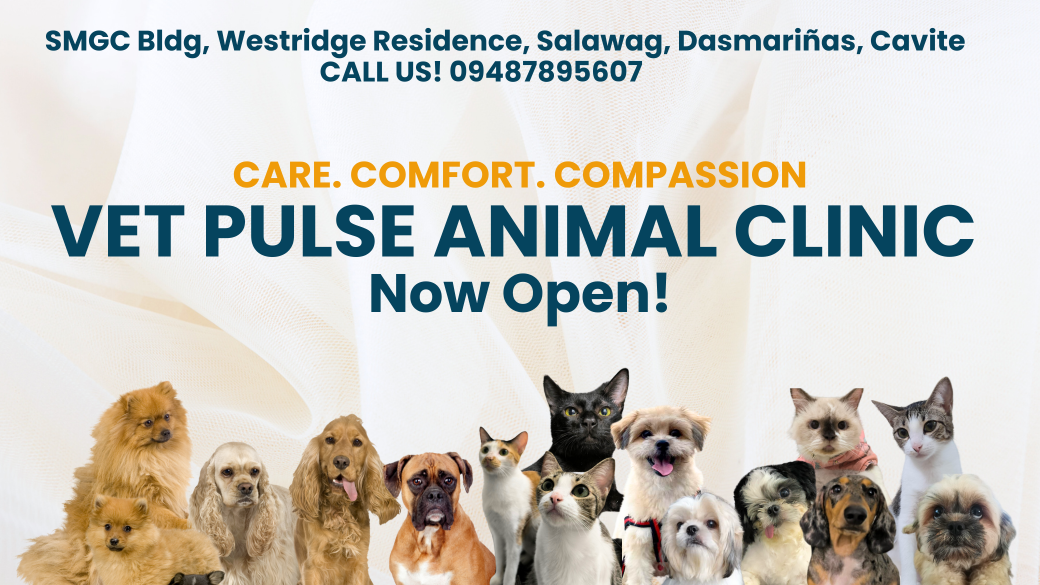 SMGC Bldg, Westridge Residence, Salawag, Dasmariñas, Cavite
CALL US! 09487895607
CARE. COMFORT. COMPASSION
VET PULSE ANIMAL CLINIC
Now Open!